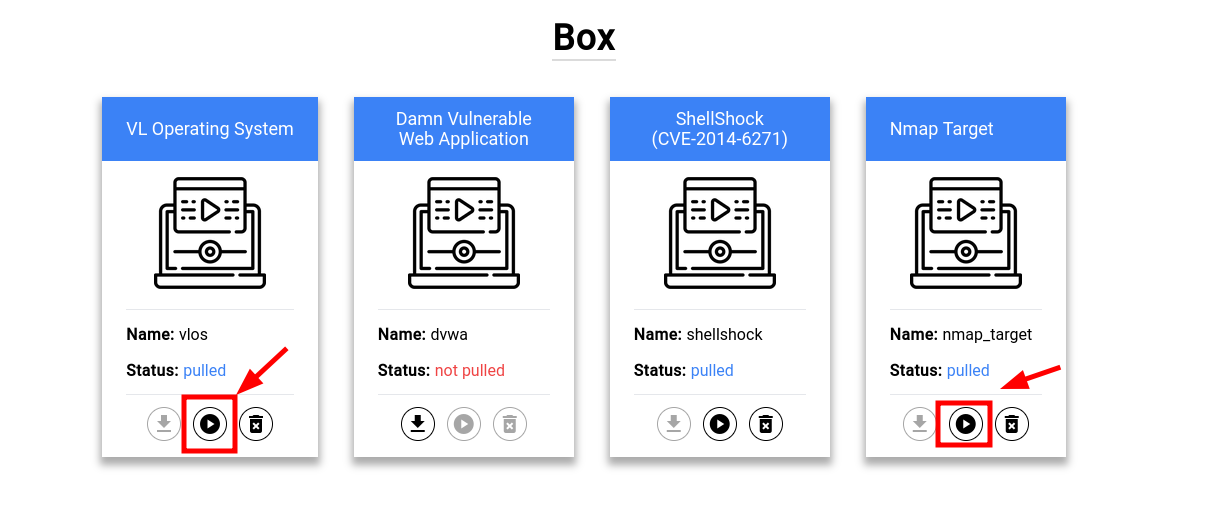 Box
VL Operating System
Damn Vulnerable
Web Application
ShellShock
(CVE-2014-6271)
Nmap Target
Name: vlos
Status: pulled
Name: dvwa
Status: not pulled
Name: shellshock
Status: pulled
Name: nmap_target
Status: pulled